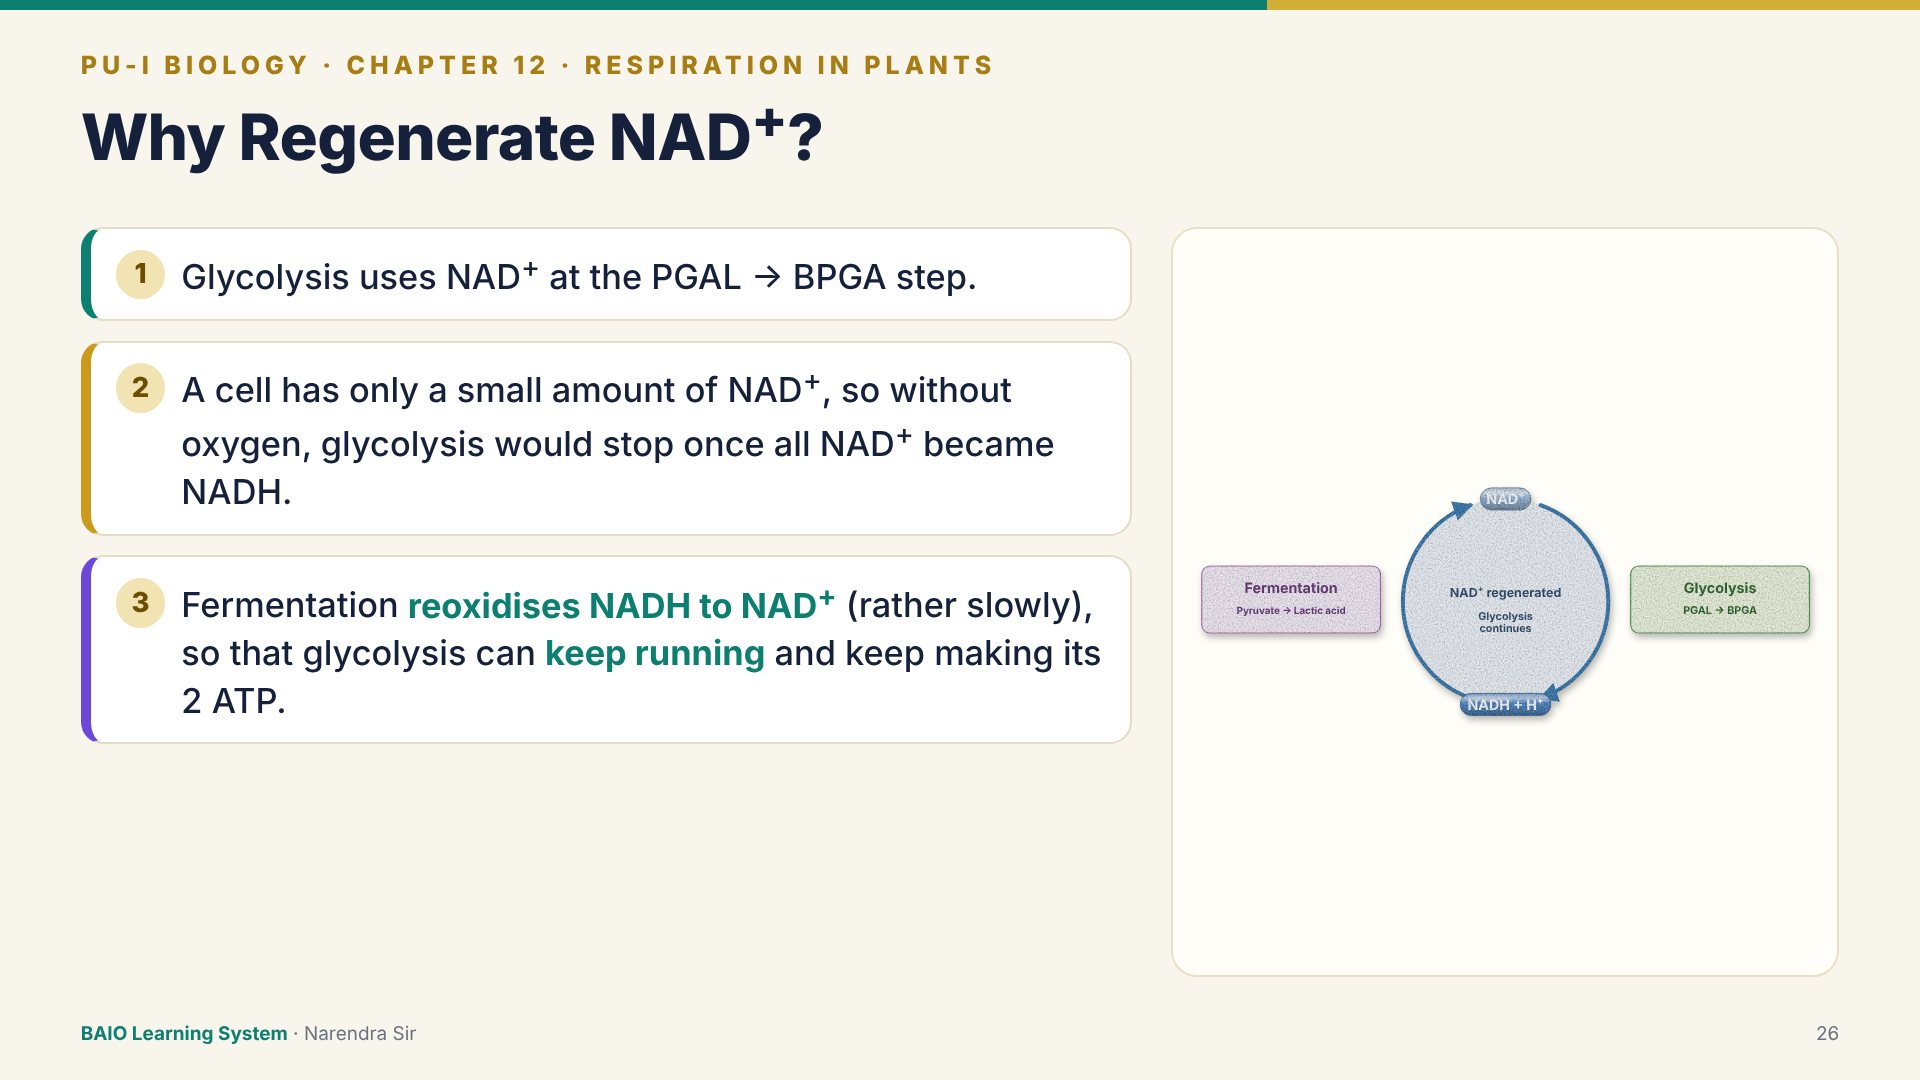 PU-I BIOLOGY · CHAPTER 12 · RESPIRATION IN PLANTS
Why Regenerate NAD⁺?
1 Glycolysis uses NAD⁺ at the PGAL → BPGA step.
2 A cell has only a small amount of NAD⁺, so without
oxygen, glycolysis would stop once all NAD⁺ became
NADH.
3 Fermentation reoxidises NADH to NAD⁺ (rather slowly),
so that glycolysis can keep running and keep making its
2 ATP.
NAD⁺
Fermentation
Pyruvate → Lactic acid
NAD⁺ regenerated
Glycolysis
continues
Glycolysis
PGAL → BPGA
NADH + H⁺
BAIO Learning System · Narendra Sir
26